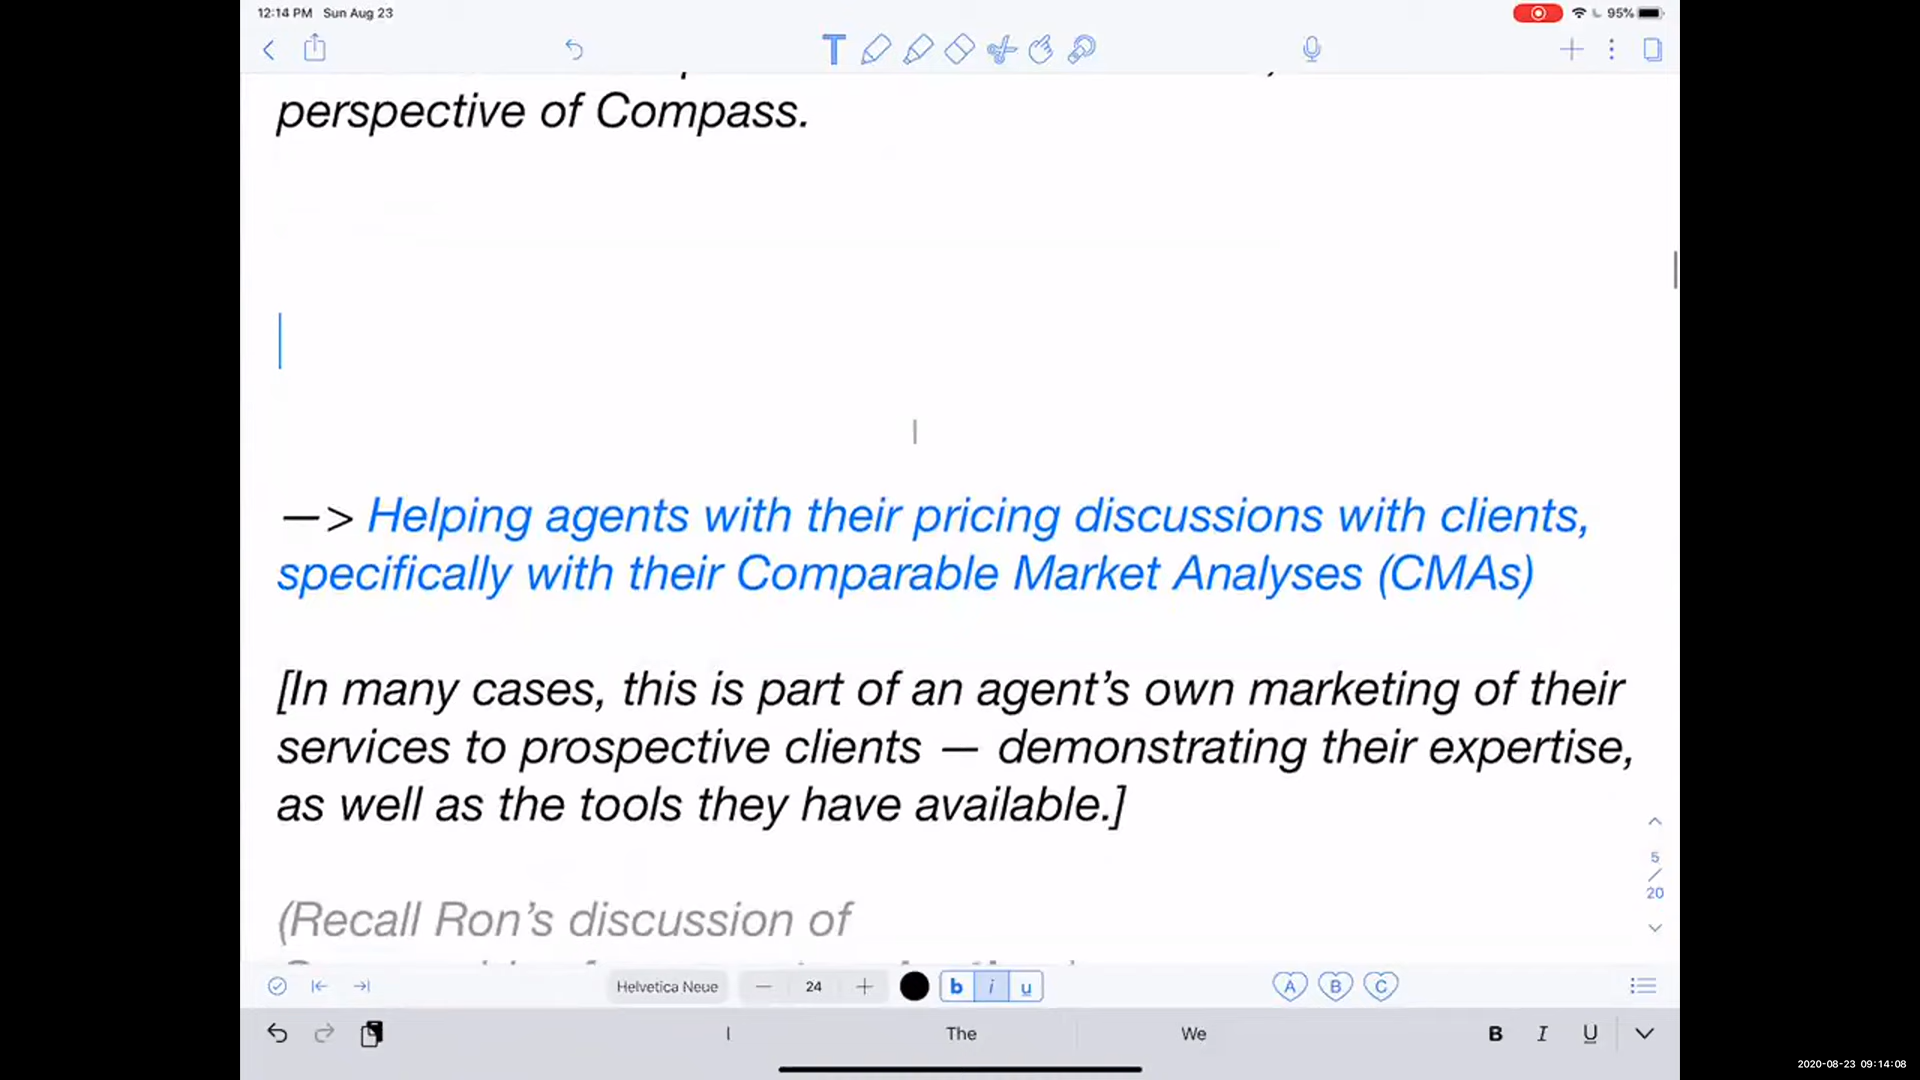 12:14 PM Sun Aug 23
95%
T
perspective of Compass.
—> Helping agents with their pricing discussions with clients,
specifically with their Comparable Market Analyses (CMAs)
[In many cases, this is part of an agent’s own marketing of their
services to prospective clients — demonstrating their expertise,
as well as the tools they have available.]
5
/
20
(Recall Ron’s discussion of
Helvetica Neue — 24 + b i u A B C
I The We B I U
2020-08-23 09:14:08